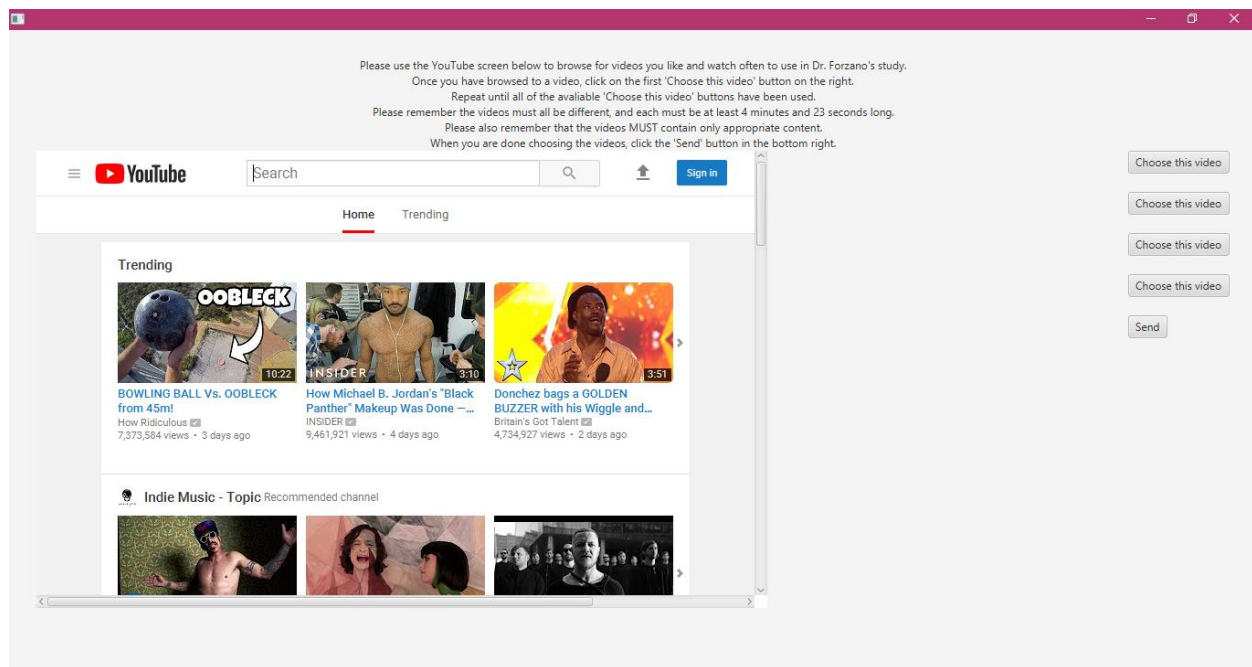 Please use the YouTube screen below to browse for videos you like and watch often to use in Dr. Forzano's study.
Once you have browsed to a video, click on the first 'Choose this video' button on the right.
Repeat until all of the avaliable 'Choose this video' buttons have been used.
Please remember the videos must all be different, and each must be at least 4 minutes and 23 seconds long.
Please also remember that the videos MUST contain only appropriate content.
When you are done choosing the videos, click the 'Send' button in the bottom right.
YouTube
Search
Sign in
Home
Trending
Trending
OOBLECK
10:22
BOWLING BALL Vs. OOBLECK
from 45m!
How Ridiculous
7,373,584 views • 3 days ago
INSIDER
3:10
How Michael B. Jordan's "Black
Panther" Makeup Was Done —...
INSIDER
9,461,921 views • 4 days ago
3:51
Donchez bags a GOLDEN
BUZZER with his Wiggle and...
Britain's Got Talent
4,734,927 views • 2 days ago
Indie Music - Topic Recommended channel
Choose this video
Choose this video
Choose this video
Choose this video
Send